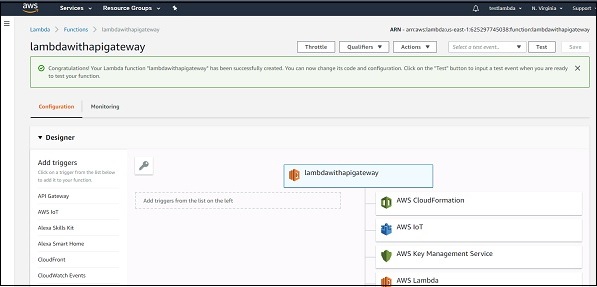 aws
Services
Resource Groups
testlambda
N. Virginia
Support
Lambda
Functions
lambdawithapigateway
ARN - arn:aws:lambda:us-east-1:625297745038:function:lambdawithapigateway
lambdawithapigateway
Throttle
Qualifiers
Actions
Select a test event..
Test
Save
Congratulations! Your Lambda function "lambdawithapigateway" has been successfully created. You can now change its code and configuration. Click on the "Test" button to input a test event when you are ready
to test your function.
Configuration
Monitoring
Designer
Add triggers
Click on a trigger from the list below
to add it to your function.
API Gateway
AWS IoT
Alexa Skills Kit
Alexa Smart Home
CloudFront
CloudWatch Events
lambdawithapigateway
Add triggers from the list on the left
AWS CloudFormation
AWS IoT
AWS Key Management Service
AWS Lambda